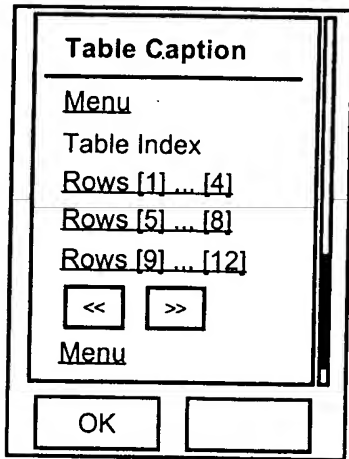 Table Caption
Menu
Table Index
Rows [1] ... [4]
Rows [5] ... [8]
Rows [9] ... [12]
<< >>
Menu
OK